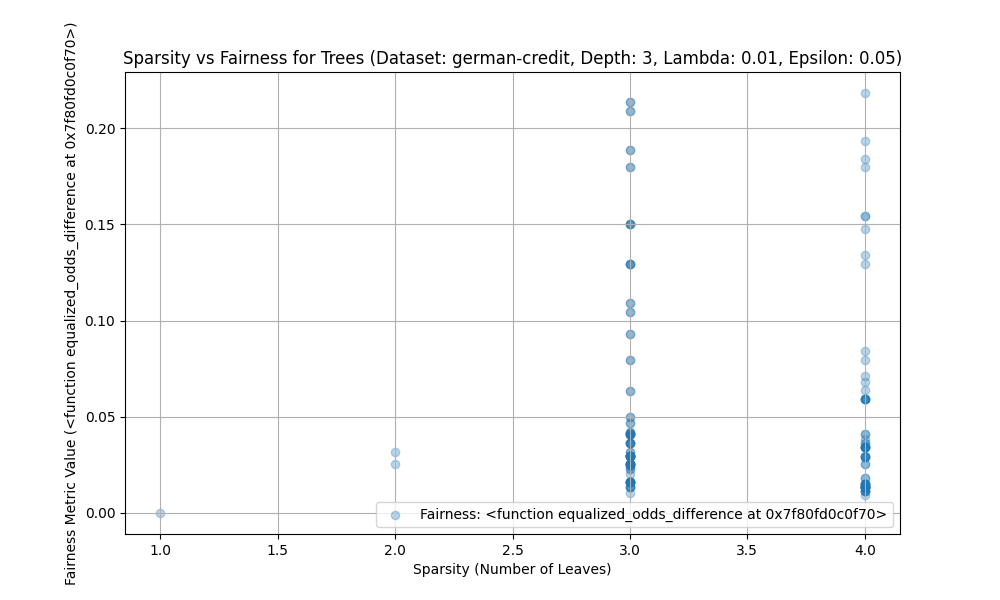 Sparsity vs Fairness for Trees (Dataset: german-credit, Depth: 3, Lambda: 0.01, Epsilon: 0.05)
Fairness Metric Value (<function equalized_odds_difference at 0x7f80fd0c0f70>)
0.20
0.15
0.10
0.05
0.00
Fairness: <function equalized_odds_difference at 0x7f80fd0c0f70>
1.0 1.5 2.0 2.5 3.0 3.5 4.0
Sparsity (Number of Leaves)